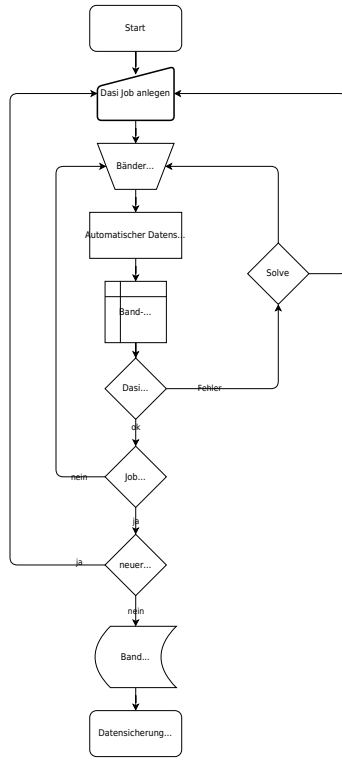 Start
Dasi Job anlegen
Bänder...
Automatischer Datens...
Solve
Band-...
Dasi...
Fehler
ok
nein
Job...
ja
ja
neuer...
nein
Band...
Datensicherung...